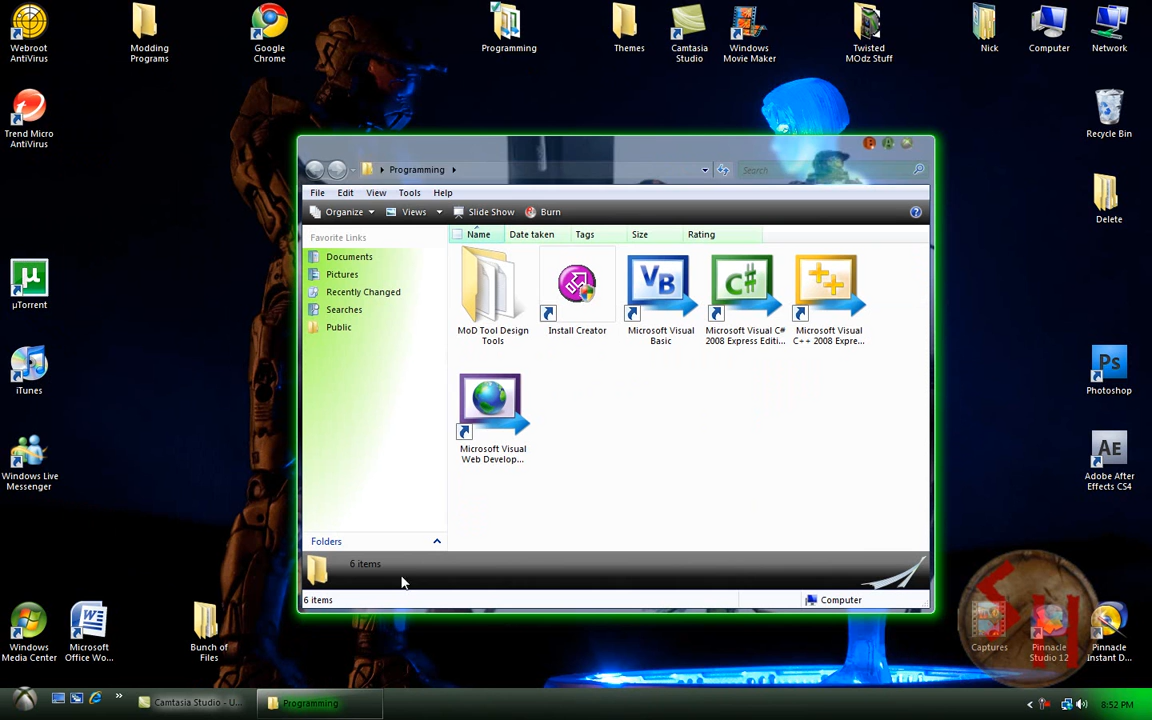 Webroot
AntiVirus
Modding
Programs
Google
Chrome
Programming
Themes
Camtasia
Studio
Windows
Movie Maker
Twisted
MOdz Stuff
Nick
Computer
Network
Trend Micro
AntiVirus
Recycle Bin
Delete
µ
µTorrent
iTunes
Windows Live
Messenger
Ps
Photoshop
Ae
Adobe After
Effects CS4
Programming
Search
File Edit View Tools Help
Organize Views Slide Show Burn
?
Favorite Links
Documents
Pictures
Recently Changed
Searches
Public
Folders
Name Date taken Tags Size Rating
MoD Tool Design
Tools
Install Creator
VB
Microsoft Visual
Basic
C#
Microsoft Visual C#
2008 Express Editi...
++
Microsoft Visual
C++ 2008 Expre...
Microsoft Visual
Web Develop...
6 items
6 items
Computer
Windows
Media Center
W
Microsoft
Office Wo...
Bunch of
Files
Captures
Pinnacle
Studio 12
Pinnacle
Instant D...
»
Camtasia Studio - U...
Programming
8:52 PM